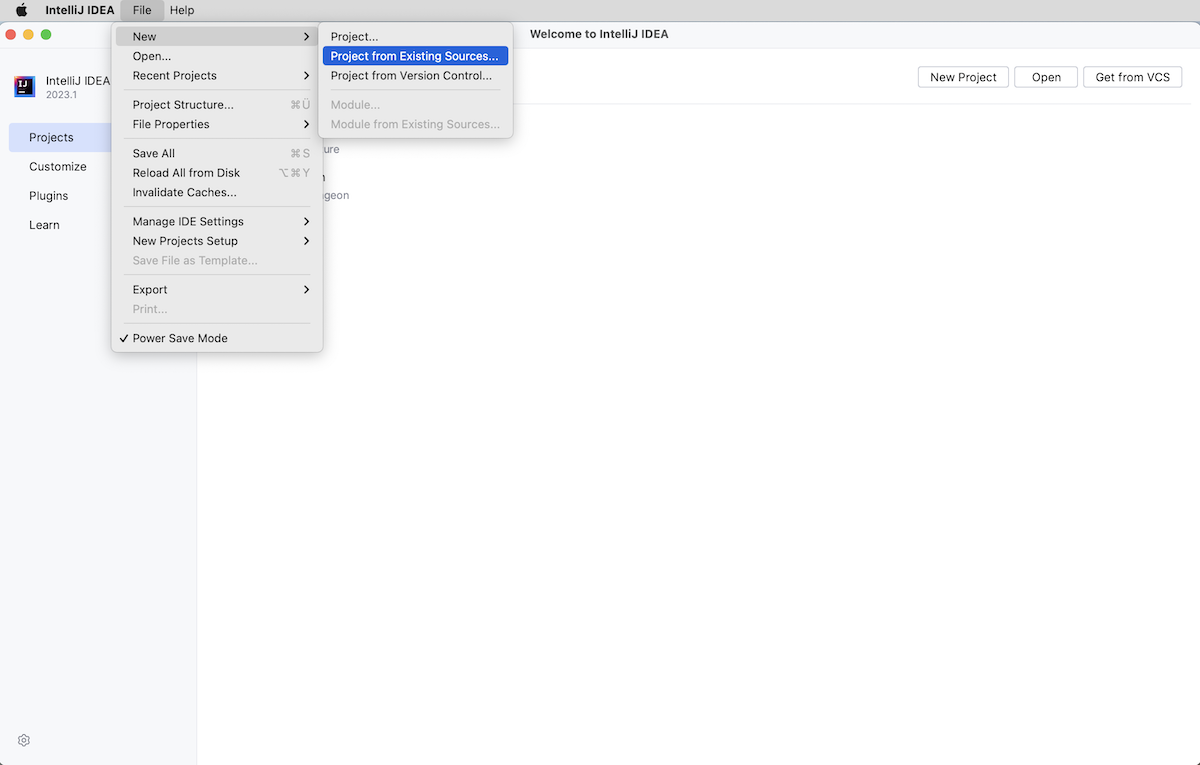 IntelliJ IDEA File Help
Welcome to IntelliJ IDEA
IntelliJ IDEA
2023.1
Projects
Customize
Plugins
Learn
New
Open...
Recent Projects
Project Structure... ⌘Ü
File Properties
Save All ⌘S
Reload All from Disk ⌥⌘Y
Invalidate Caches...
Manage IDE Settings
New Projects Setup
Save File as Template...
Export
Print...
✓ Power Save Mode
Project...
Project from Existing Sources...
Project from Version Control...
Module...
Module from Existing Sources...
New Project Open Get from VCS